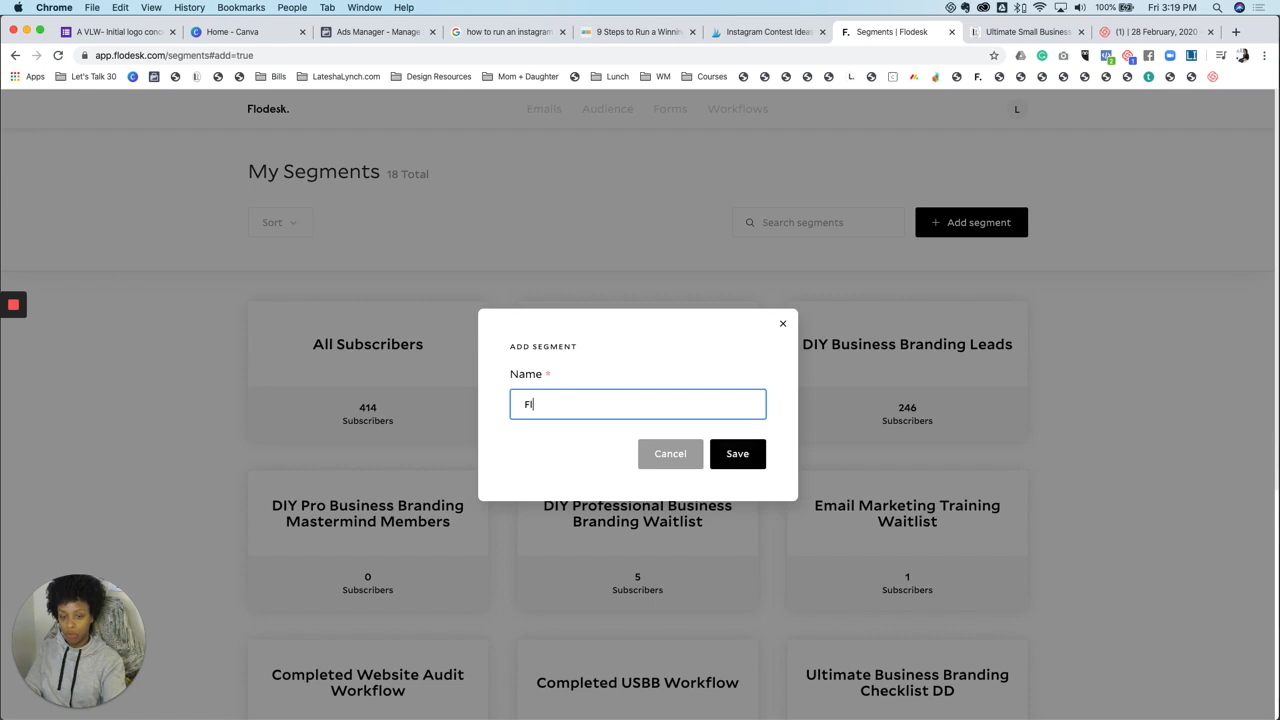 Chrome File Edit View History Bookmarks People Tab Window Help 100% Fri 3:19 PM
A VLW- Initial logo conc Home - Canva Ads Manager - Manage how to run an instagram 9 Steps to Run a Winnin Instagram Contest Ideas Segments | Flodesk Ultimate Small Business (1) | 28 February, 2020
app.flodesk.com/segments#add=true
Apps Let's Talk 30 Bills LateshaLynch.com Design Resources Mom + Daughter Lunch WM Courses
Flodesk. Emails Audience Forms Workflows L
My Segments 18 Total
Sort Search segments + Add segment
ADD SEGMENT
Name *
Fl
Cancel Save
All Subscribers DIY Business Branding Leads
414 246
Subscribers Subscribers
DIY Pro Business Branding DIY Professional Business Email Marketing Training
Mastermind Members Branding Waitlist Waitlist
0 5 1
Subscribers Subscribers Subscribers
Completed Website Audit Completed USBB Workflow Ultimate Business Branding
Workflow Checklist DD